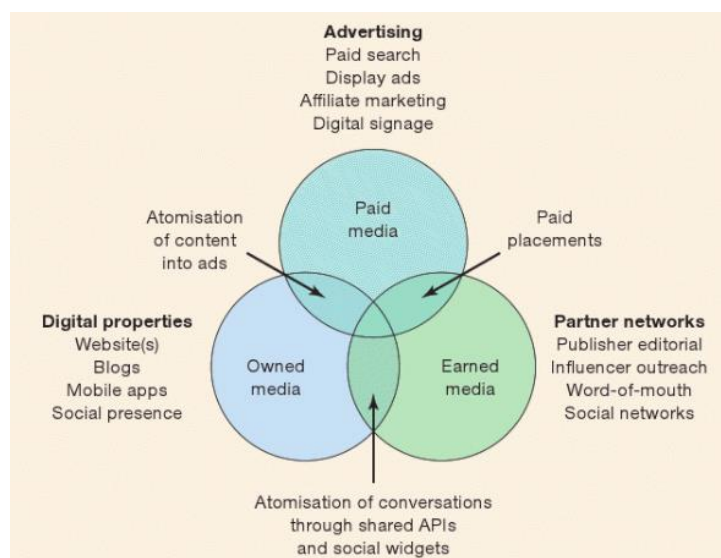 Advertising
Paid search
Display ads
Affiliate marketing
Digital signage
Paid
media
Atomisation
of content
into ads
Paid
placements
Digital properties
Website(s)
Blogs
Mobile apps
Social presence
Owned
media
Earned
media
Partner networks
Publisher editorial
Influencer outreach
Word-of-mouth
Social networks
Atomisation of conversations
through shared APIs
and social widgets